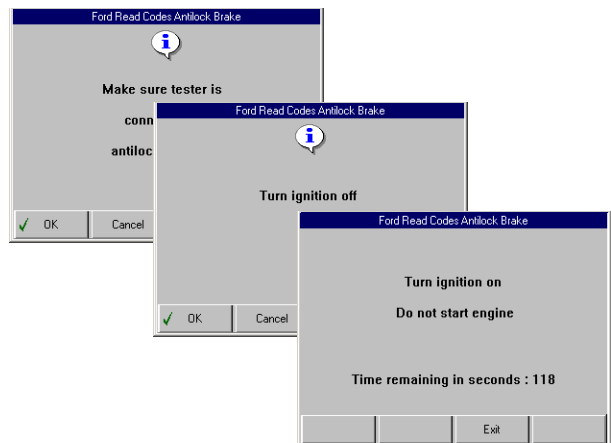 Ford Read Codes Antilock Brake
Make sure tester is
conn
antiloc
OK Cancel
Ford Read Codes Antilock Brake
Turn ignition off
OK Cancel
Ford Read Codes Antilock Brake
Turn ignition on
Do not start engine
Time remaining in seconds : 118
Exit